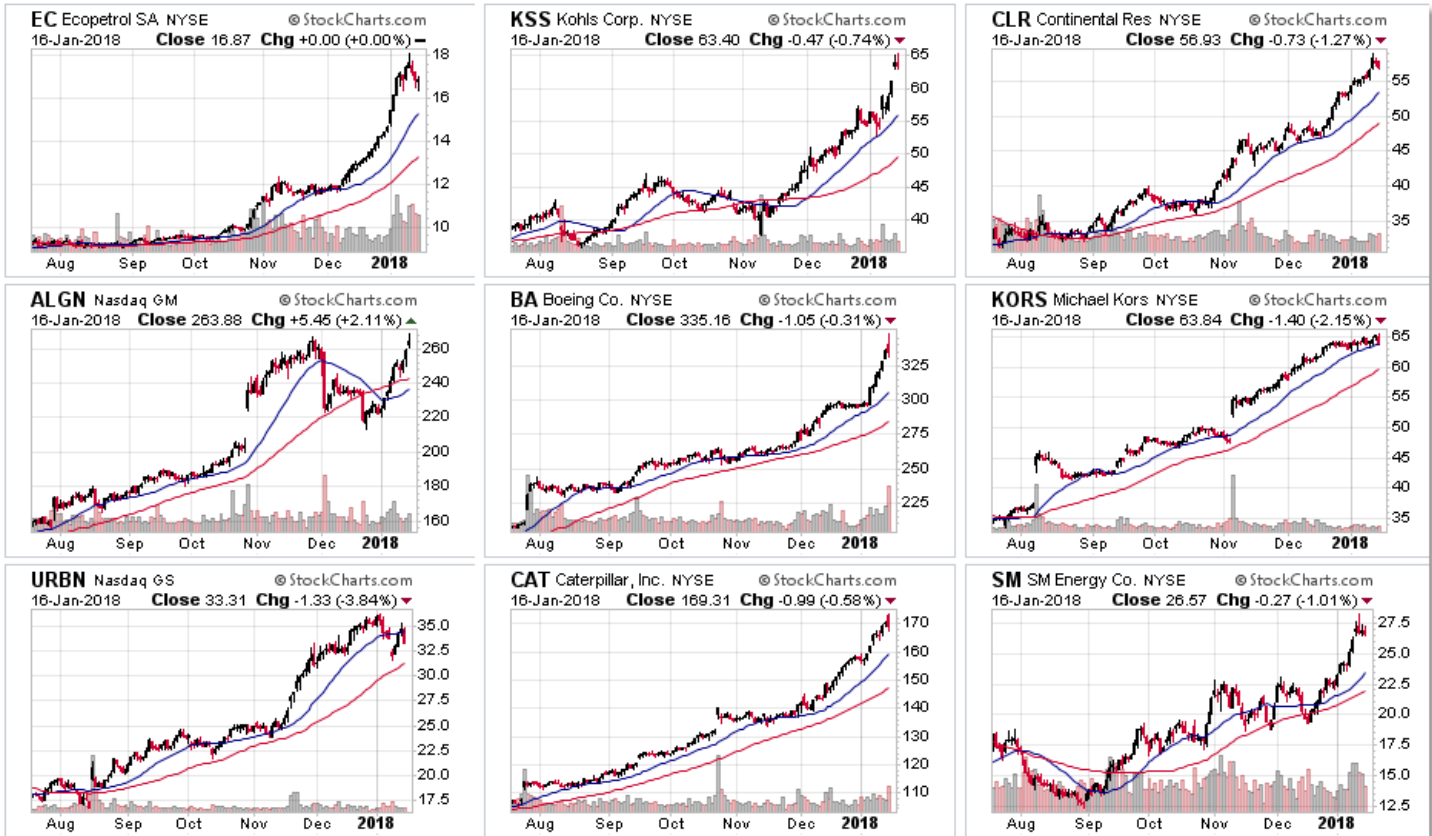 EC Ecopetrol SA NYSE © StockCharts.com
16-Jan-2018 Close 16.87 Chg +0.00 (+0.00%)
18
16
14
12
10
Aug Sep Oct Nov Dec 2018
KSS Kohls Corp. NYSE © StockCharts.com
16-Jan-2018 Close 63.40 Chg -0.47 (-0.74%)
65
60
55
50
45
40
Aug Sep Oct Nov Dec 2018
CLR Continental Res NYSE © StockCharts.com
16-Jan-2018 Close 56.93 Chg -0.73 (-1.27%)
55
50
45
40
35
Aug Sep Oct Nov Dec 2018
ALGN Nasdaq GM © StockCharts.com
16-Jan-2018 Close 263.88 Chg +5.45 (+2.11%)
260
240
220
200
180
160
Aug Sep Oct Nov Dec 2018
BA Boeing Co. NYSE © StockCharts.com
16-Jan-2018 Close 335.16 Chg -1.05 (-0.31%)
325
300
275
250
225
Aug Sep Oct Nov Dec 2018
KORS Michael Kors NYSE © StockCharts.com
16-Jan-2018 Close 63.84 Chg -1.40 (-2.15%)
65
60
55
50
45
40
35
Aug Sep Oct Nov Dec 2018
URBN Nasdaq GS © StockCharts.com
16-Jan-2018 Close 33.31 Chg -1.33 (-3.84%)
35.0
32.5
30.0
27.5
25.0
22.5
20.0
17.5
Aug Sep Oct Nov Dec 2018
CAT Caterpillar, Inc. NYSE © StockCharts.com
16-Jan-2018 Close 169.31 Chg -0.99 (-0.58%)
170
160
150
140
130
120
110
Aug Sep Oct Nov Dec 2018
SM SM Energy Co. NYSE © StockCharts.com
16-Jan-2018 Close 26.57 Chg -0.27 (-1.01%)
27.5
25.0
22.5
20.0
17.5
15.0
12.5
Aug Sep Oct Nov Dec 2018